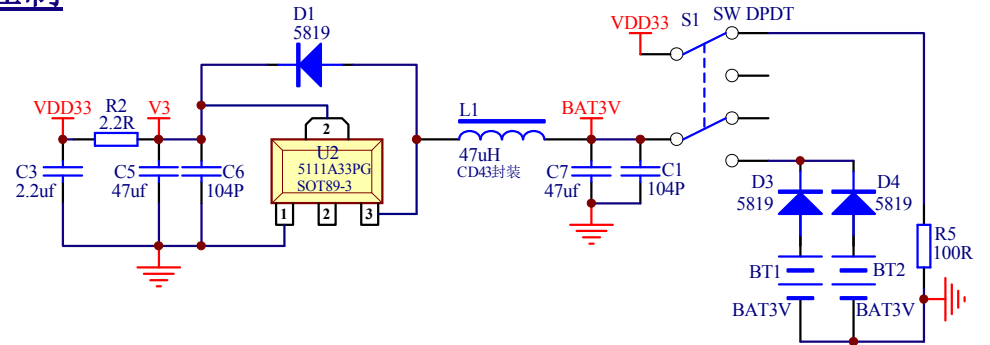 D1
5819
VDD33
S1
SW DPDT
VDD33
R2
2.2R
V3
C3
2.2uf
C5
47uf
C6
104P
2
U2
5111A33PG
SOT89-3
1
2
3
L1
47uH
CD43封装
BAT3V
C7
47uf
C1
104P
D3
5819
D4
5819
R5
100R
BT1
BAT3V
BT2
BAT3V